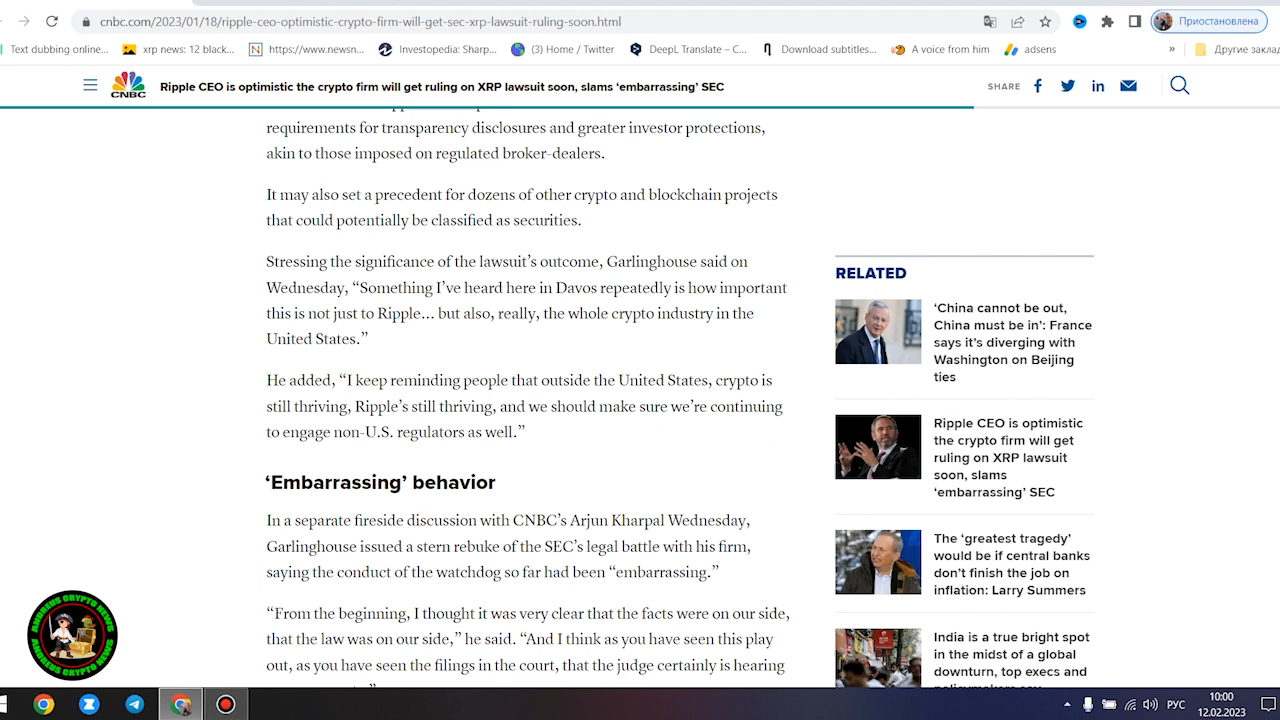 cnbc.com/2023/01/18/ripple-ceo-optimistic-crypto-firm-will-get-sec-xrp-lawsuit-ruling-soon.html
Приостановлена
Text dubbing online...
xrp news: 12 black...
https://www.newsn...
Investopedia: Sharp...
(3) Home / Twitter
DeepL Translate – C...
Download subtitles...
A voice from him
adsens
»
Другие закла
CNBC
Ripple CEO is optimistic the crypto firm will get ruling on XRP lawsuit soon, slams ‘embarrassing’ SEC
SHARE
requirements for transparency disclosures and greater investor protections,
akin to those imposed on regulated broker-dealers.
It may also set a precedent for dozens of other crypto and blockchain projects
that could potentially be classified as securities.
Stressing the significance of the lawsuit’s outcome, Garlinghouse said on
Wednesday, “Something I’ve heard here in Davos repeatedly is how important
this is not just to Ripple... but also, really, the whole crypto industry in the
United States.”
He added, “I keep reminding people that outside the United States, crypto is
still thriving, Ripple’s still thriving, and we should make sure we’re continuing
to engage non-U.S. regulators as well.”
‘Embarrassing’ behavior
In a separate fireside discussion with CNBC’s Arjun Kharpal Wednesday,
Garlinghouse issued a stern rebuke of the SEC’s legal battle with his firm,
saying the conduct of the watchdog so far had been “embarrassing.”
“From the beginning, I thought it was very clear that the facts were on our side,
that the law was on our side,” he said. “And I think as you have seen this play
out, as you have seen the filings in the court, that the judge certainly is hearing
RELATED
‘China cannot be out,
China must be in’: France
says it’s diverging with
Washington on Beijing
ties
Ripple CEO is optimistic
the crypto firm will get
ruling on XRP lawsuit
soon, slams
‘embarrassing’ SEC
The ‘greatest tragedy’
would be if central banks
don’t finish the job on
inflation: Larry Summers
India is a true bright spot
in the midst of a global
downturn, top execs and
ANDREUS CRYPTO NEWS
ANDREUS CRYPTO NEWS
РУС
10:00
12.02.2023